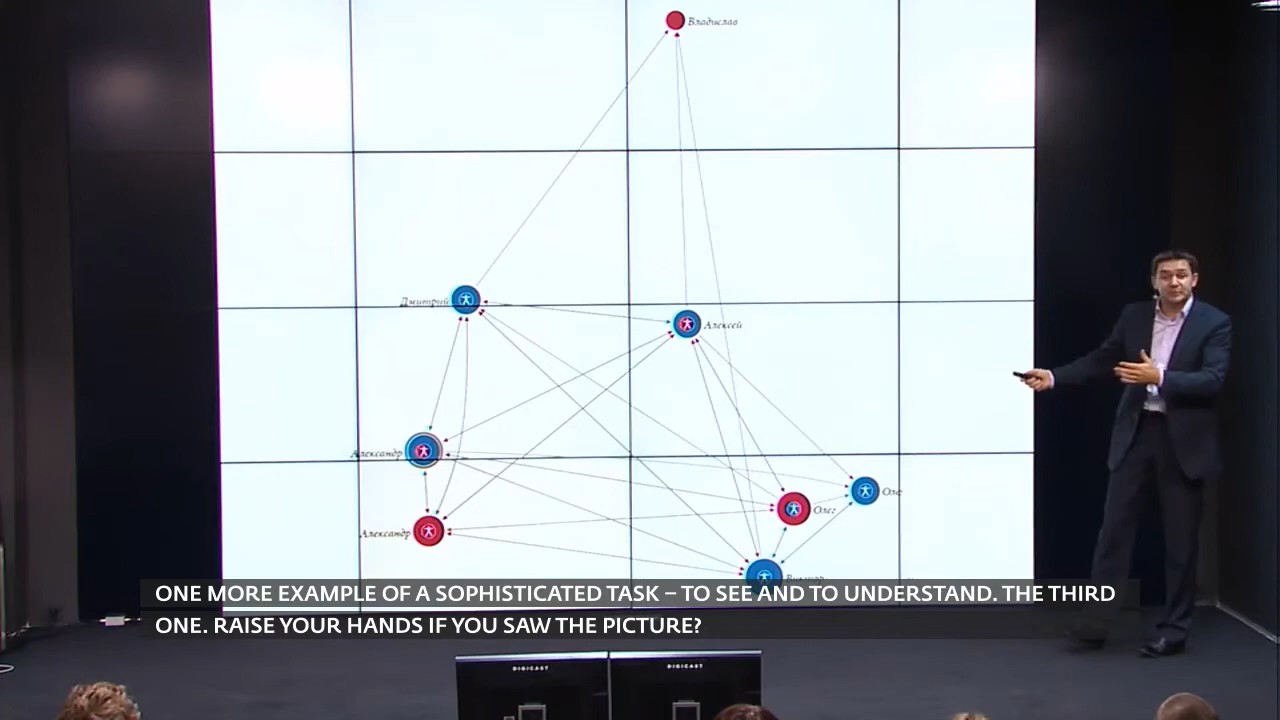 Владислав
Дмитрий
Алексей
Александр
Олег
Олег
Александр
ONE MORE EXAMPLE OF A SOPHISTICATED TASK – TO SEE AND TO UNDERSTAND. THE THIRD
ONE. RAISE YOUR HANDS IF YOU SAW THE PICTURE?
DIGICAST
DIGICAST